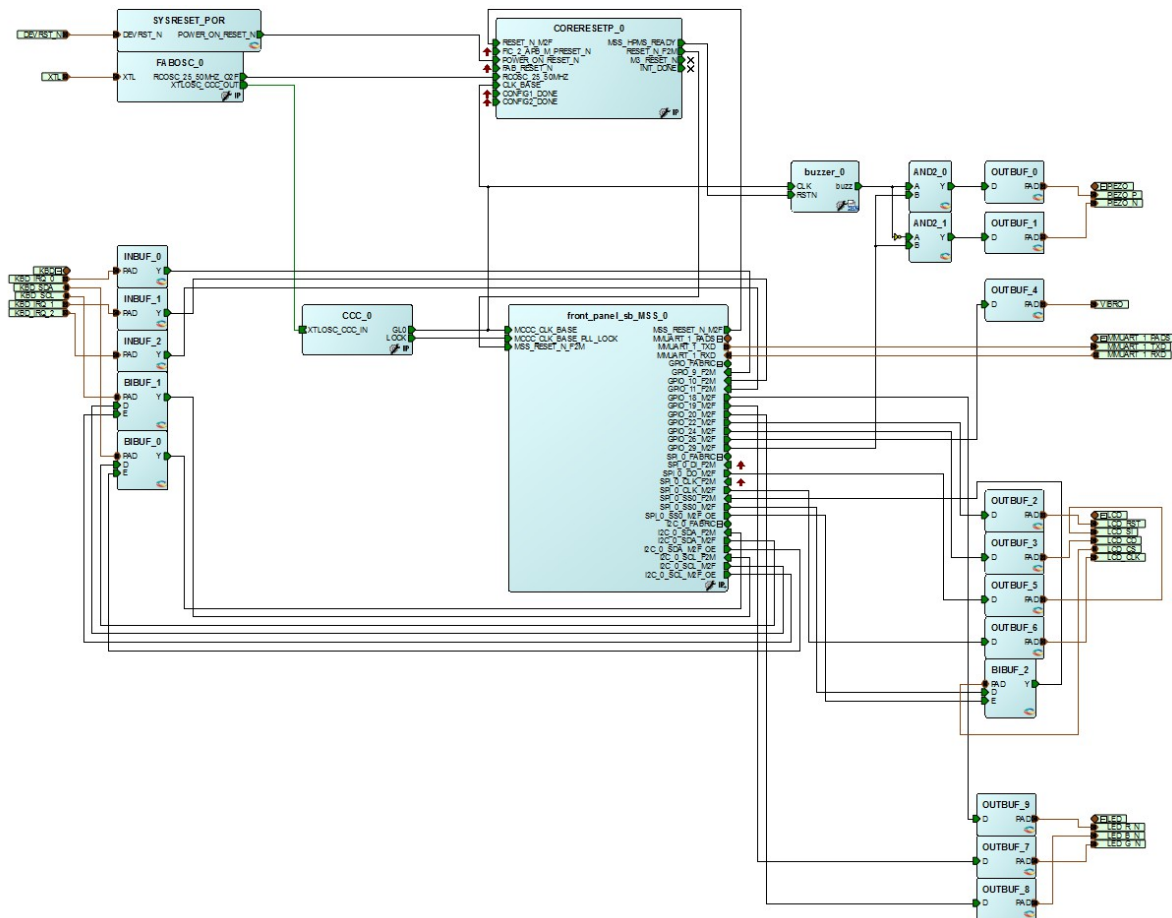 SYSRESET_POR
DEVRST_N
DEVRST_N POWER_ON_RESET_N
FABOSC_0
XTL
XTL RCOSC_25_50MHZ_O2F
XTLOSC_CCC_OUT
CORERESETP_0
RESET_N_M2F MSS_HPMS_READY
FIC_2_APB_M_PRESET_N RESET_N_F2M
POWER_ON_RESET_N M3_RESET_N
FAB_RESET_N INIT_DONE
RCOSC_25_50MHZ
CLK_BASE
CONFIG1_DONE
CONFIG2_DONE
buzzer_0
CLK buzz
RSTN
AND2_0
A Y
B
OUTBUF_0
D PAD
PIEZO
PIEZO_P
PIEZO_N
AND2_1
A Y
B
OUTBUF_1
D PAD
INBUF_0
PAD Y
KBD
KBD_IRQ_0
KBD_SDA
KBD_SCL
KBD_IRQ_1
KBD_IRQ_2
INBUF_1
PAD Y
INBUF_2
PAD Y
BIBUF_1
PAD Y
D
E
BIBUF_0
PAD Y
D
E
CCC_0
XTLOSC_CCC_IN GL0
LOCK
front_panel_sb_MSS_0
MCCC_CLK_BASE MSS_RESET_N_M2F
MCCC_CLK_BASE_PLL_LOCK MMUART_1_PADS
MSS_RESET_N_F2M MMUART_1_TXD
MMUART_1_RXD
GPIO_FABRIC
GPIO_9_F2M
GPIO_10_F2M
GPIO_11_F2M
GPIO_18_M2F
GPIO_19_M2F
GPIO_20_M2F
GPIO_22_M2F
GPIO_24_M2F
GPIO_26_M2F
GPIO_29_M2F
SPI_0_FABRIC
SPI_0_DI_F2M
SPI_0_DO_M2F
SPI_0_CLK_F2M
SPI_0_CLK_M2F
SPI_0_SS0_F2M
SPI_0_SS0_M2F
SPI_0_SS0_M2F_OE
I2C_0_FABRIC
I2C_0_SDA_F2M
I2C_0_SDA_M2F
I2C_0_SDA_M2F_OE
I2C_0_SCL_F2M
I2C_0_SCL_M2F
I2C_0_SCL_M2F_OE
OUTBUF_4
D PAD
VIBRO
MMUART_1_PADS
MMUART_1_TXD
MMUART_1_RXD
OUTBUF_2
D PAD
LCD
LCD_RST
LCD_SI
LCD_CD
LCD_CS
LCD_CLK
OUTBUF_3
D PAD
OUTBUF_5
D PAD
OUTBUF_6
D PAD
BIBUF_2
PAD Y
D
E
OUTBUF_9
D PAD
LED
LED_R_N
LED_B_N
LED_G_N
OUTBUF_7
D PAD
OUTBUF_8
D PAD